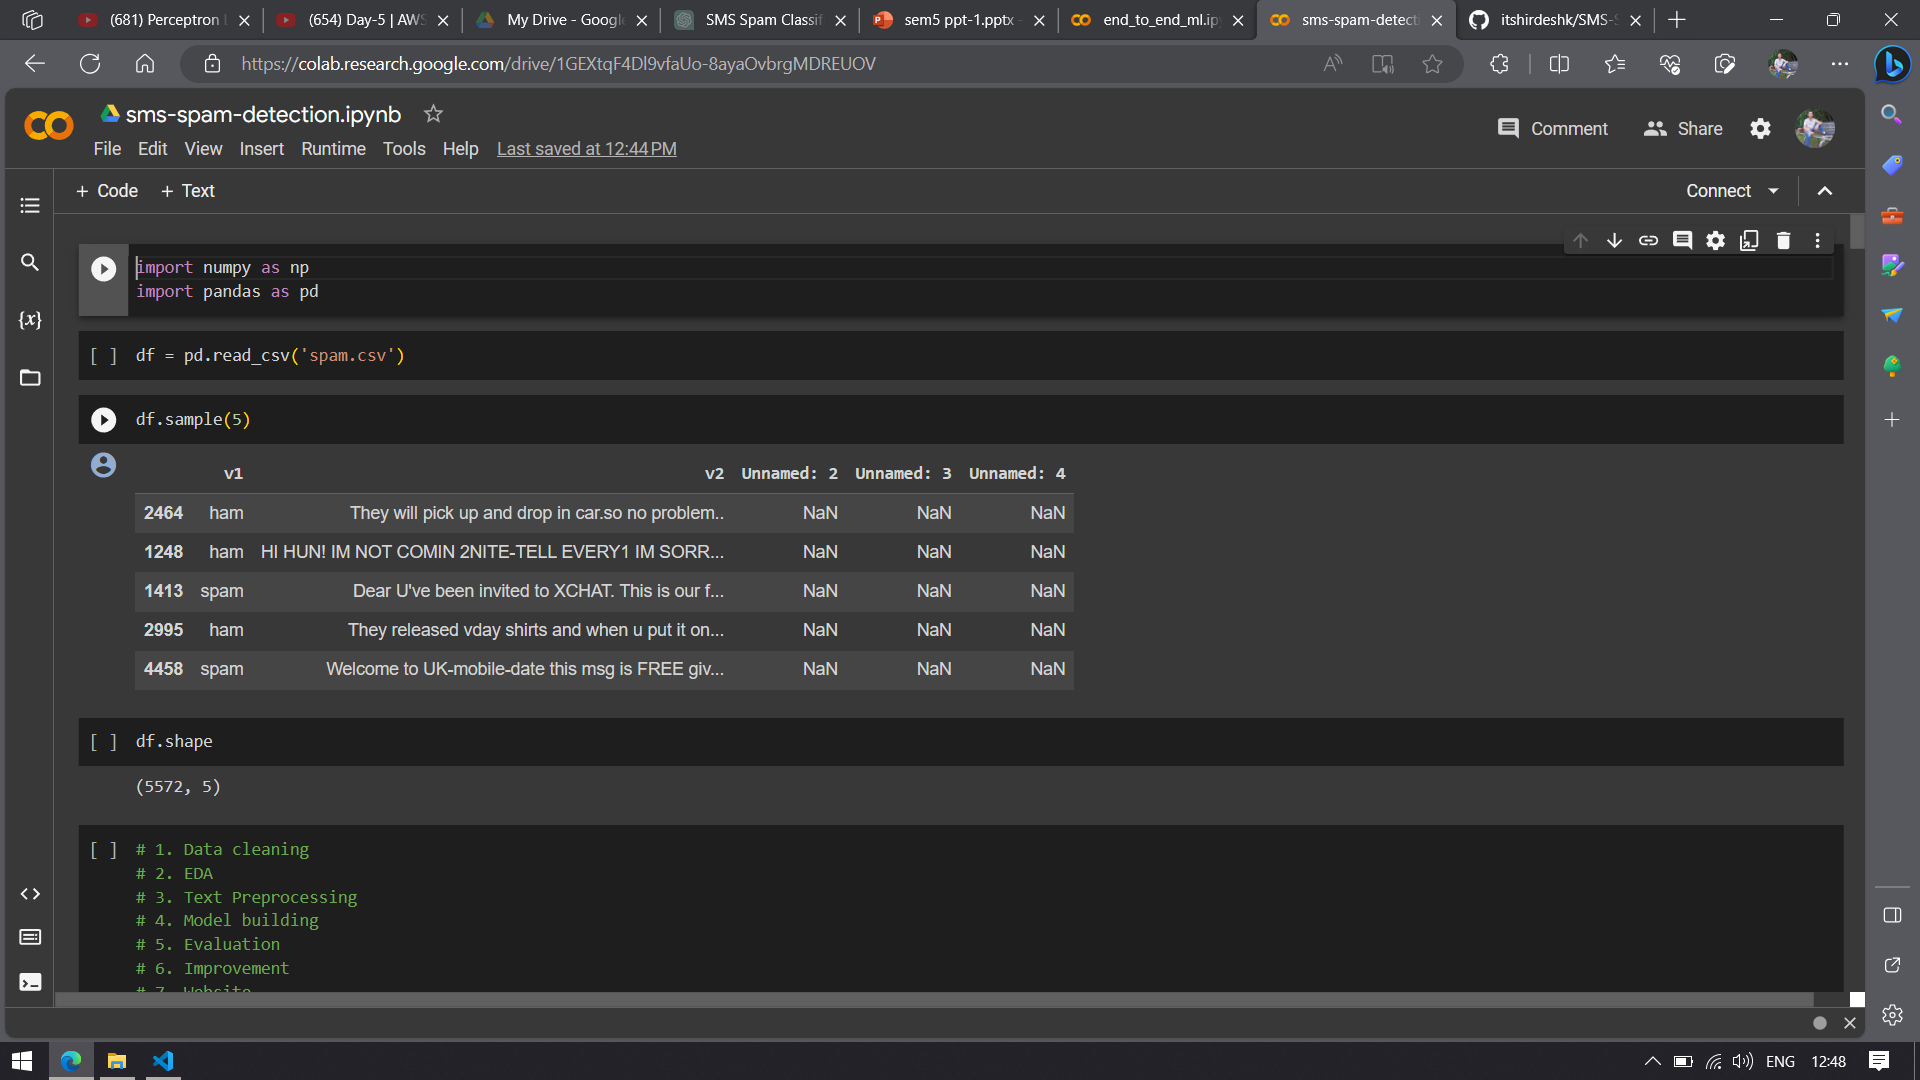 (681) Perceptron
(654) Day-5 | AWS
My Drive - Google
SMS Spam Classif
sem5 ppt-1.pptx
end_to_end_ml.ip
sms-spam-detect
itshirdeshk/SMS-S
https://colab.research.google.com/drive/1GEXtqF4Dl9vfaUo-8ayaOvbrgMDREUOV
sms-spam-detection.ipynb
Comment Share
File Edit View Insert Runtime Tools Help Last saved at 12:44 PM
+ Code + Text
Connect
import numpy as np
import pandas as pd
[ ] df = pd.read_csv('spam.csv')
df.sample(5)
v1 v2 Unnamed: 2 Unnamed: 3 Unnamed: 4
2464 ham They will pick up and drop in car.so no problem.. NaN NaN NaN
1248 ham HI HUN! IM NOT COMIN 2NITE-TELL EVERY1 IM SORR... NaN NaN NaN
1413 spam Dear U've been invited to XCHAT. This is our f... NaN NaN NaN
2995 ham They released vday shirts and when u put it on... NaN NaN NaN
4458 spam Welcome to UK-mobile-date this msg is FREE giv... NaN NaN NaN
[ ] df.shape
(5572, 5)
[ ] # 1. Data cleaning
# 2. EDA
# 3. Text Preprocessing
# 4. Model building
# 5. Evaluation
# 6. Improvement
# 7. Website
ENG 12:48